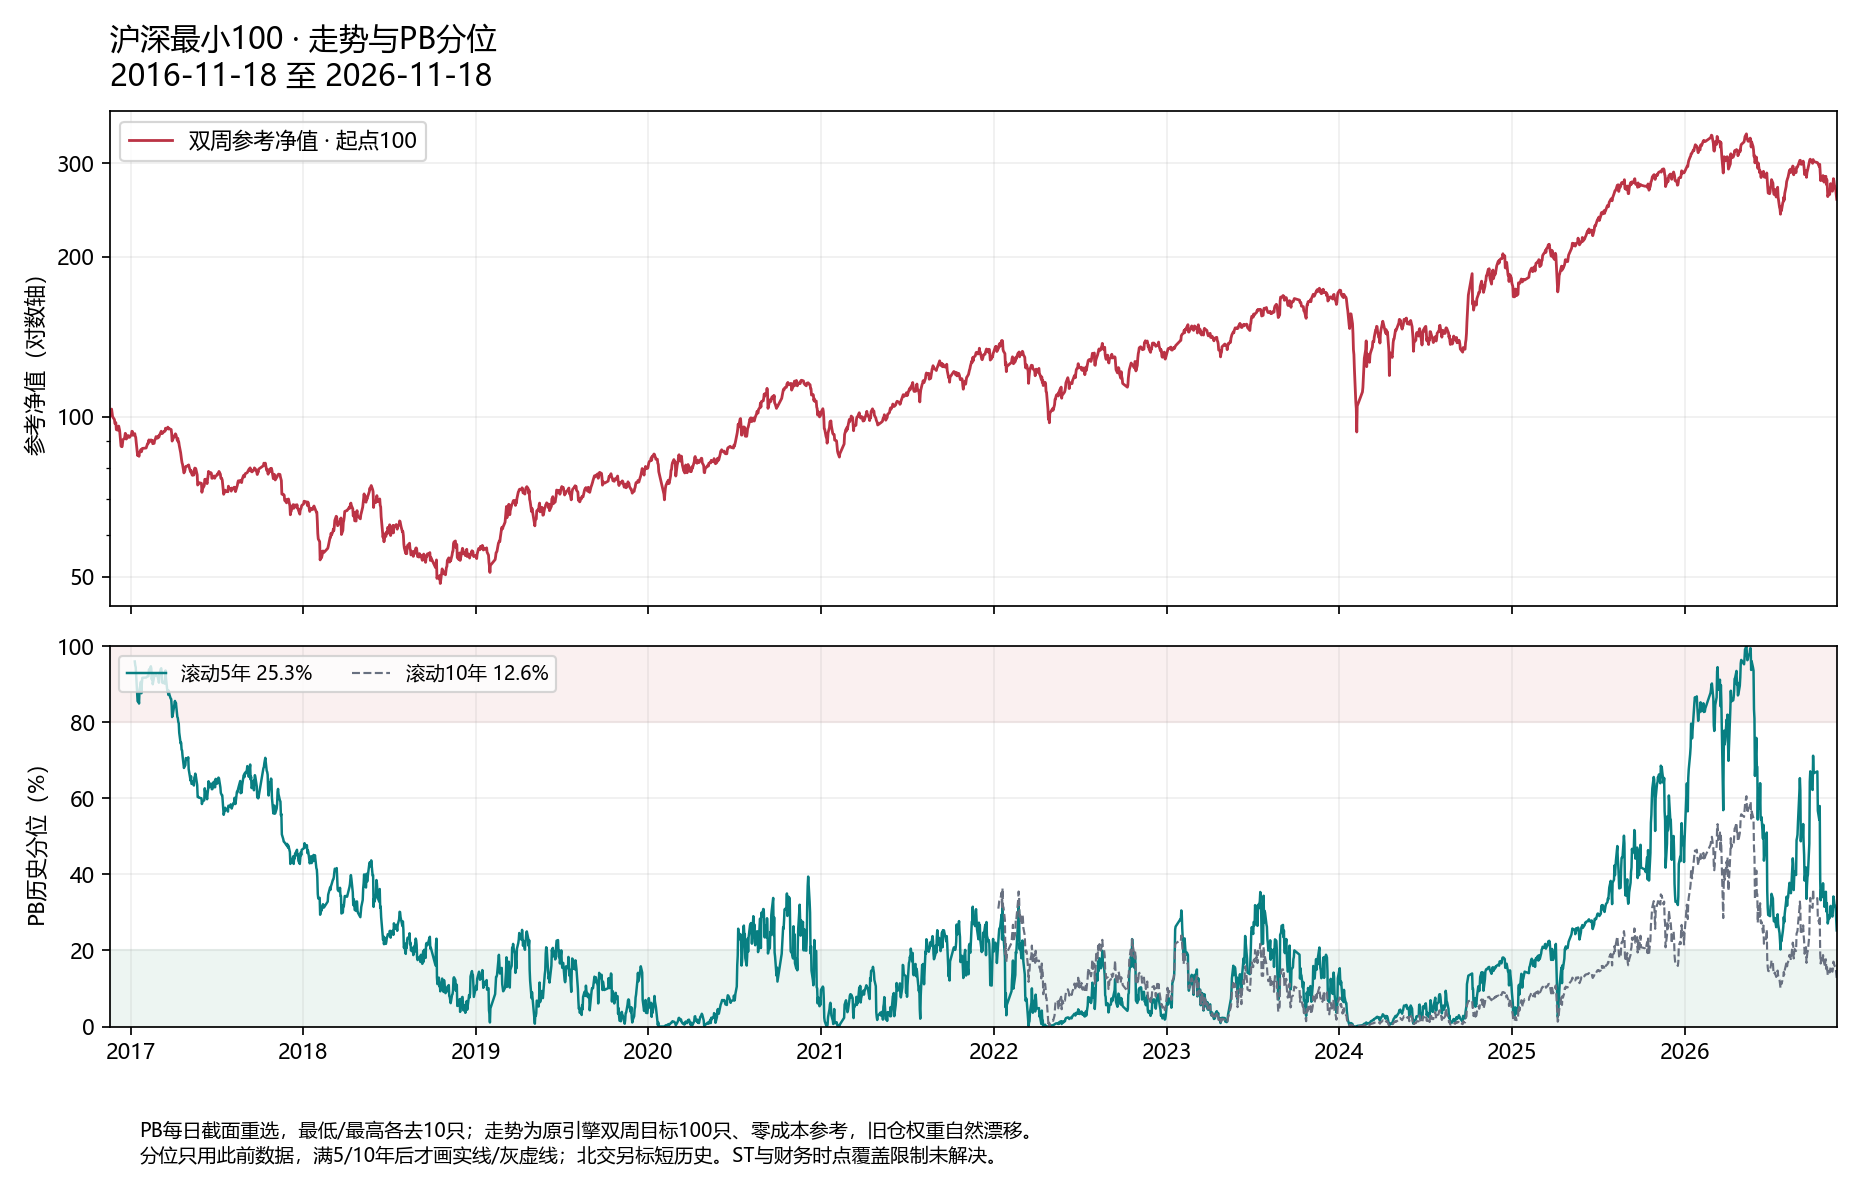 沪深最小100 · 走势与PB分位
2016-11-18 至 2026-11-18
双周参考净值 · 起点100
参考净值（对数轴）
300
200
100
50
滚动5年 25.3%
滚动10年 12.6%
PB历史分位（%）
100
80
60
40
20
0
2017
2018
2019
2020
2021
2022
2023
2024
2025
2026
PB每日截面重选，最低/最高各去10只；走势为原引擎双周目标100只、零成本参考，旧仓权重自然漂移。
分位只用此前数据，满5/10年后才画实线/灰虚线；北交另标短历史。ST与财务时点覆盖限制未解决。